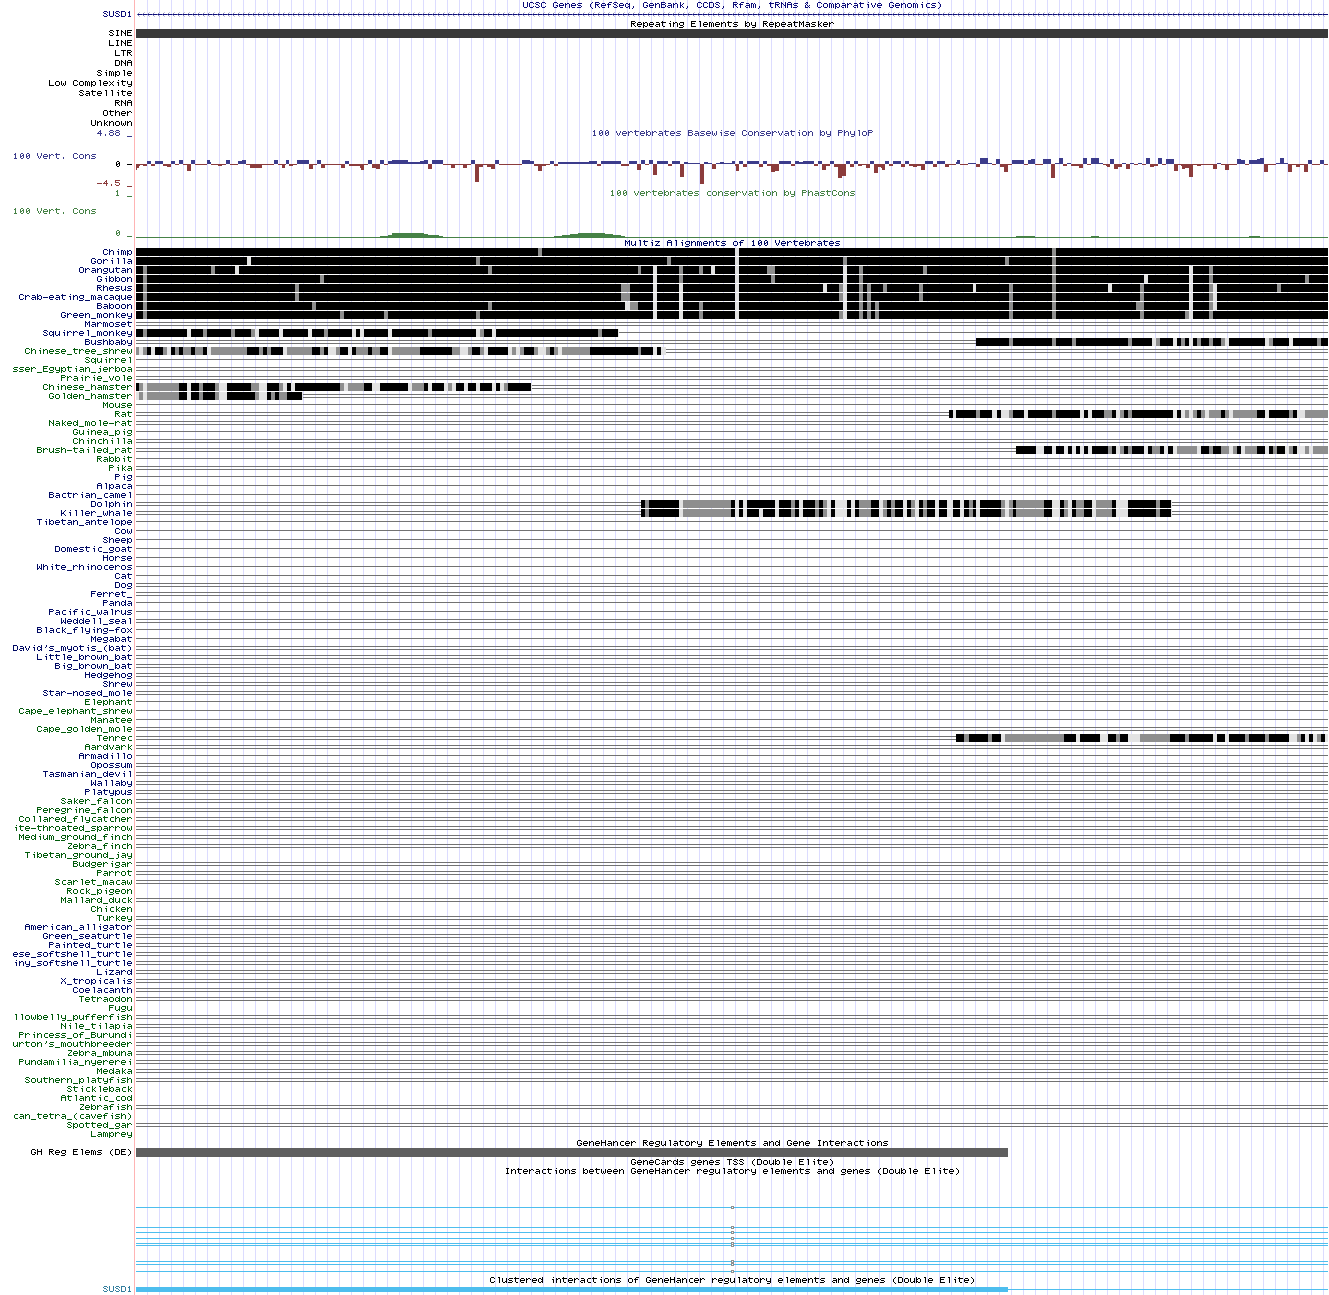 UCSC Genes (RefSeq, GenBank, CCDS, Rfam, tRNAs & Comparative Genomics)
SUSD1
Repeating Elements by RepeatMasker
SINE
LINE
LTR
DNA
Simple
Low Complexity
Satellite
RNA
Other
Unknown
4.88 _
100 vertebrates Basewise Conservation by PhyloP
100 Vert. Cons
0 _
-4.5 _
1 _
100 vertebrates conservation by PhastCons
100 Vert. Cons
0 _
Multiz Alignments of 100 Vertebrates
Chimp
Gorilla
Orangutan
Gibbon
Rhesus
Crab-eating_macaque
Baboon
Green_monkey
Marmoset
Squirrel_monkey
Bushbaby
Chinese_tree_shrew
Squirrel
sser_Egyptian_jerboa
Prairie_vole
Chinese_hamster
Golden_hamster
Mouse
Rat
Naked_mole-rat
Guinea_pig
Chinchilla
Brush-tailed_rat
Rabbit
Pika
Pig
Alpaca
Bactrian_camel
Dolphin
Killer_whale
Tibetan_antelope
Cow
Sheep
Domestic_goat
Horse
White_rhinoceros
Cat
Dog
Ferret_
Panda
Pacific_walrus
Weddell_seal
Black_flying-fox
Megabat
David's_myotis_(bat)
Little_brown_bat
Big_brown_bat
Hedgehog
Shrew
Star-nosed_mole
Elephant
Cape_elephant_shrew
Manatee
Cape_golden_mole
Tenrec
Aardvark
Armadillo
Opossum
Tasmanian_devil
Wallaby
Platypus
Saker_falcon
Peregrine_falcon
Collared_flycatcher
ite-throated_sparrow
Medium_ground_finch
Zebra_finch
Tibetan_ground_jay
Budgerigar
Parrot
Scarlet_macaw
Rock_pigeon
Mallard_duck
Chicken
Turkey
American_alligator
Green_seaturtle
Painted_turtle
ese_softshell_turtle
iny_softshell_turtle
Lizard
X_tropicalis
Coelacanth
Tetraodon
Fugu
llowbelly_pufferfish
Nile_tilapia
Princess_of_Burundi
urton's_mouthbreeder
Zebra_mbuna
Pundamilia_nyererei
Medaka
Southern_platyfish
Stickleback
Atlantic_cod
Zebrafish
can_tetra_(cavefish)
Spotted_gar
Lamprey
GeneHancer Regulatory Elements and Gene Interactions
GH Reg Elems (DE)
GeneCards genes TSS (Double Elite)
Interactions between GeneHancer regulatory elements and genes (Double Elite)
Clustered interactions of GeneHancer regulatory elements and genes (Double Elite)
SUSD1